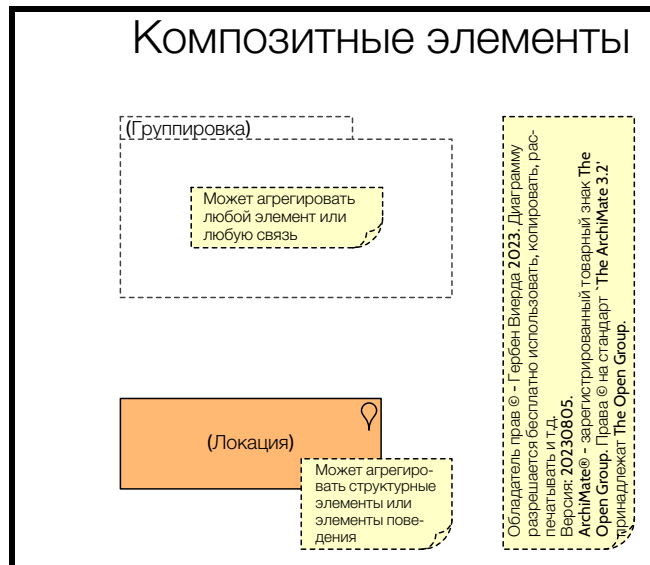 Композитные элементы
(Группировка)
Может агрегировать
любой элемент или
любую связь
(Локация)
Может агрегиро-
вать структурные
элементы или
элементы пове-
дения
Обладатель прав © - Гербен Виерда 2023. Диаграмму
разрешается бесплатно использовать, копировать, рас-
печатывать и т.д.
Версия: 20230805.
ArchiMate® - зарегистрированный товарный знак The
Open Group. Права © на стандарт `The ArchiMate 3.2'
принадлежат The Open Group.